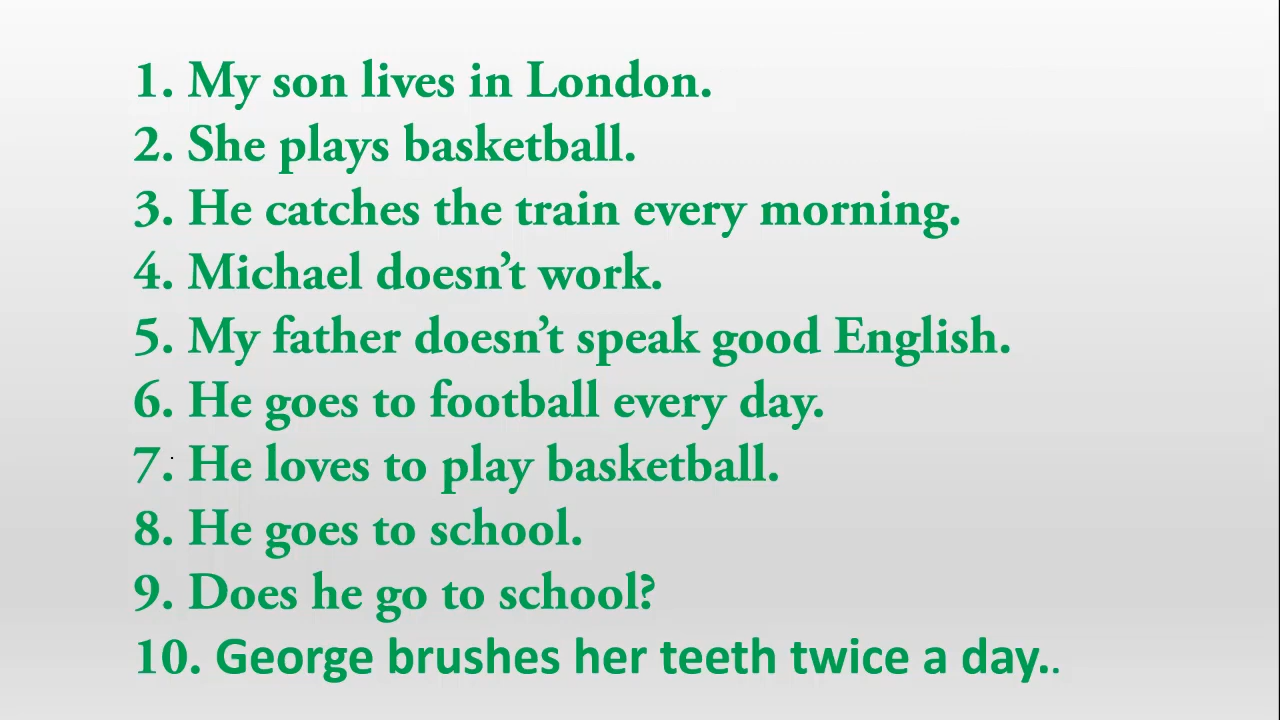 1. My son lives in London.
2. She plays basketball.
3. He catches the train every morning.
4. Michael doesn’t work.
5. My father doesn’t speak good English.
6. He goes to football every day.
7. He loves to play basketball.
8. He goes to school.
9. Does he go to school?
10. George brushes her teeth twice a day..